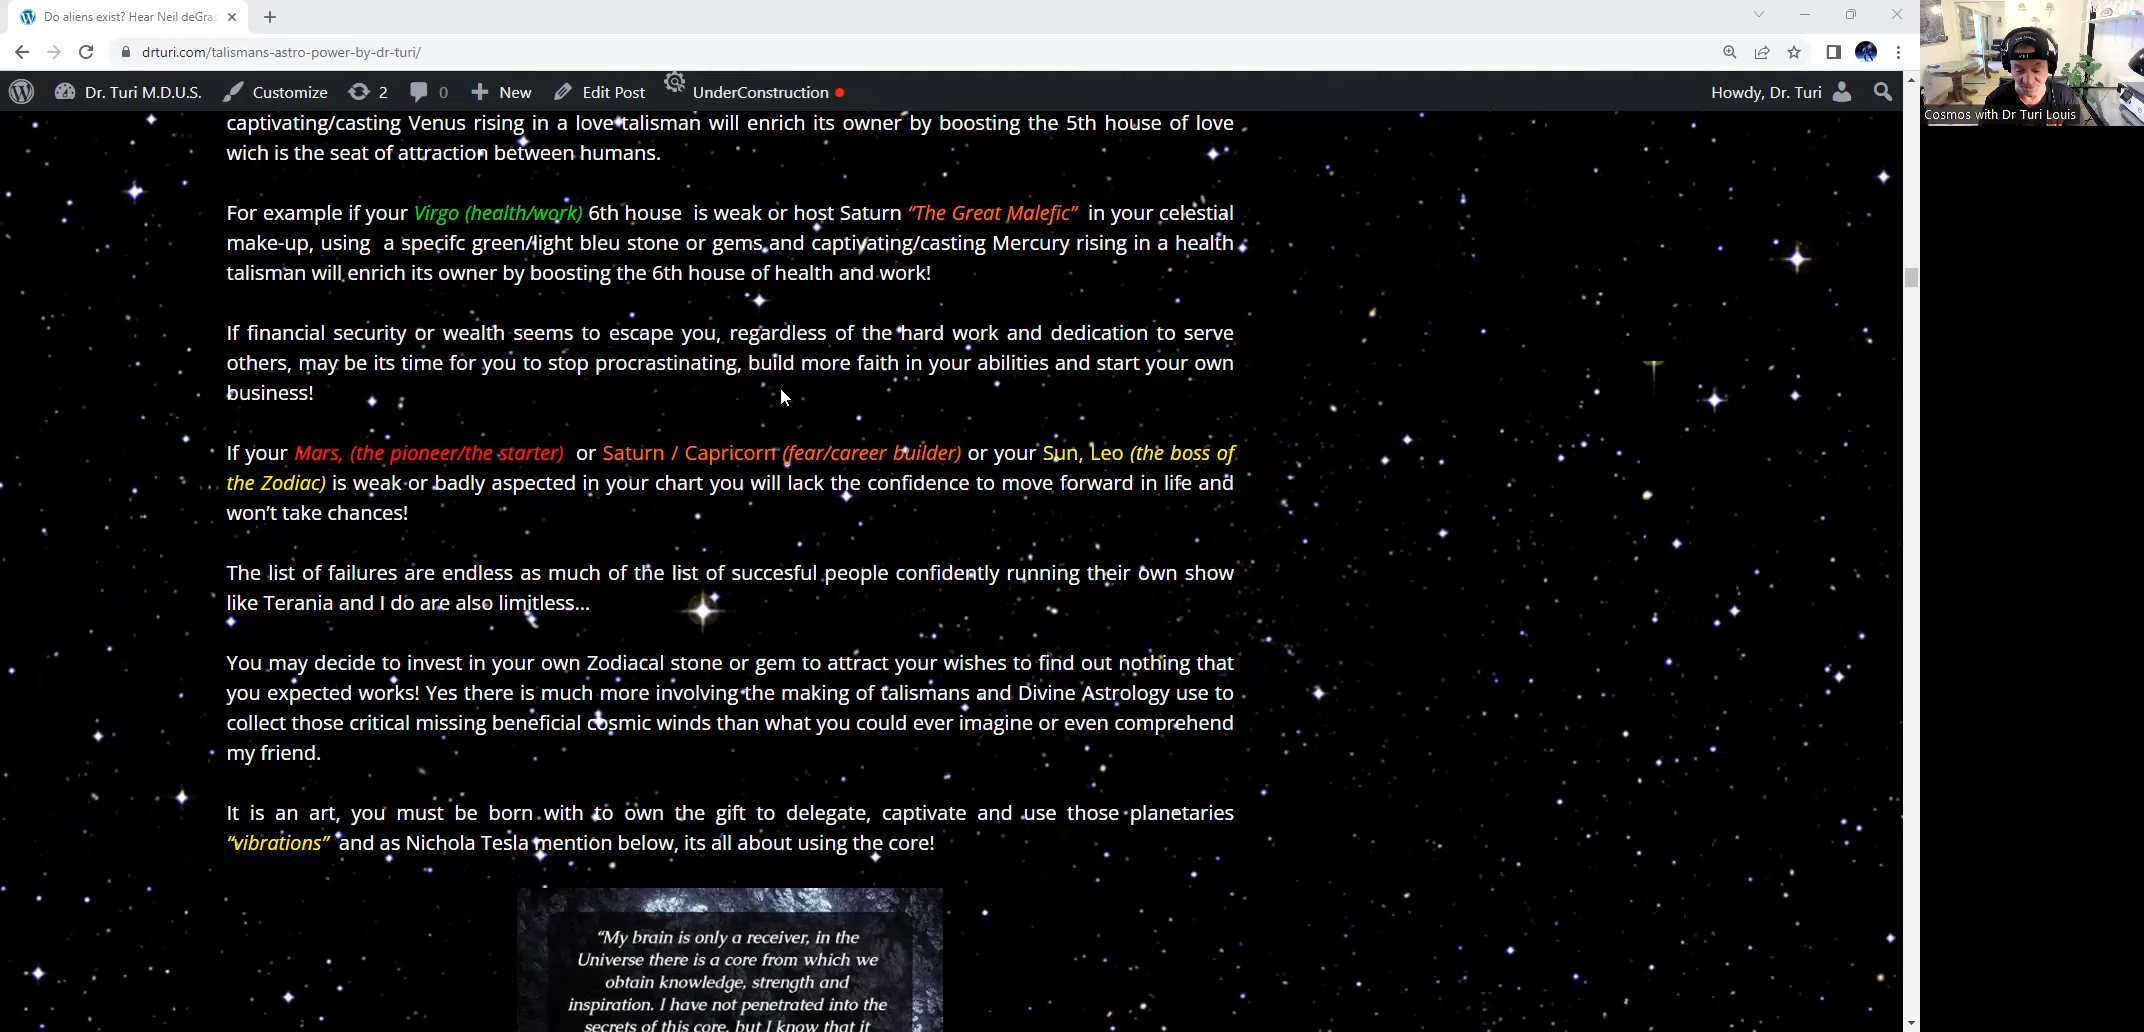 Do aliens exist? Hear Neil deGras
drturi.com/talismans-astro-power-by-dr-turi/
Dr. Turi M.D.U.S. Customize 2 0 New Edit Post UnderConstruction Howdy, Dr. Turi
Cosmos with Dr Turi Louis
captivating/casting Venus rising in a love talisman will enrich its owner by boosting the 5th house of love
wich is the seat of attraction between humans.
For example if your Virgo (health/work) 6th house is weak or host Saturn “The Great Malefic” in your celestial
make-up, using a specifc green/light bleu stone or gems and captivating/casting Mercury rising in a health
talisman will enrich its owner by boosting the 6th house of health and work!
If financial security or wealth seems to escape you, regardless of the hard work and dedication to serve
others, may be its time for you to stop procrastinating, build more faith in your abilities and start your own
business!
If your Mars, (the pioneer/the starter) or Saturn / Capricorn (fear/career builder) or your Sun, Leo (the boss of
the Zodiac) is weak or badly aspected in your chart you will lack the confidence to move forward in life and
won’t take chances!
The list of failures are endless as much of the list of succesful people confidently running their own show
like Terania and I do are also limitless...
You may decide to invest in your own Zodiacal stone or gem to attract your wishes to find out nothing that
you expected works! Yes there is much more involving the making of talismans and Divine Astrology use to
collect those critical missing beneficial cosmic winds than what you could ever imagine or even comprehend
my friend.
It is an art, you must be born with to own the gift to delegate, captivate and use those planetaries
“vibrations” and as Nichola Tesla mention below, its all about using the core!
“My brain is only a receiver, in the
Universe there is a core from which we
obtain knowledge, strength and
inspiration. I have not penetrated into the
secrets of this core, but I know that it